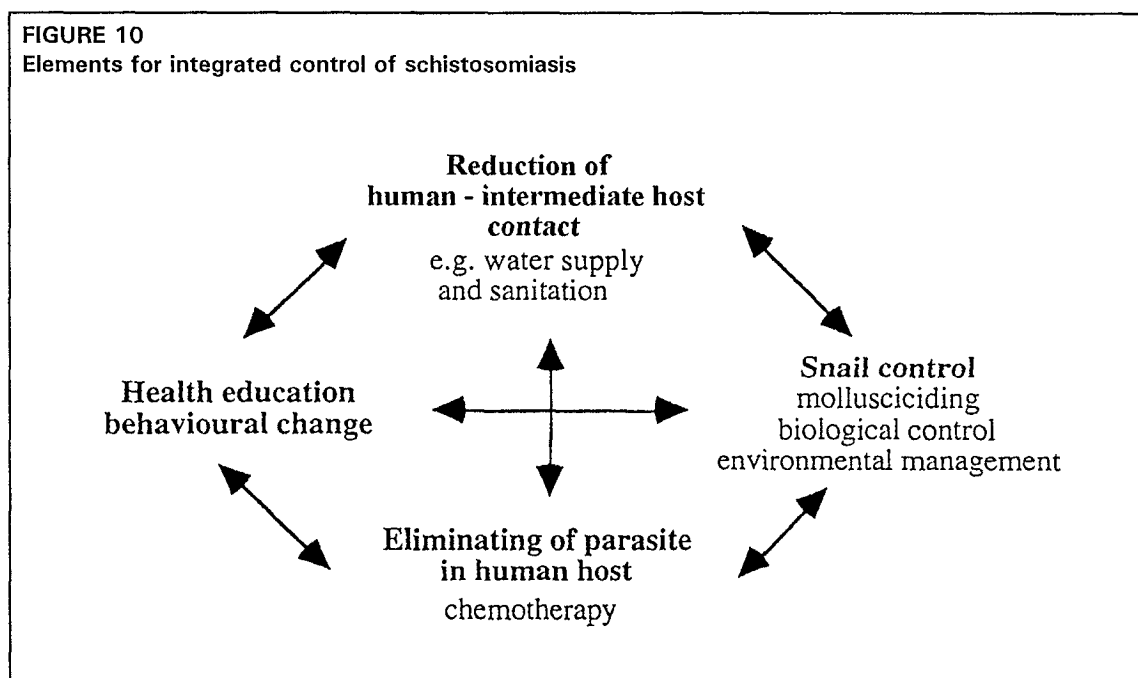 FIGURE 10
Elements for integrated control of schistosomiasis
Reduction of
human - intermediate host
contact
e.g. water supply
and sanitation
Health education
behavioural change
Snail control
mollusciciding
biological control
environmental management
Eliminating of parasite
in human host
chemotherapy